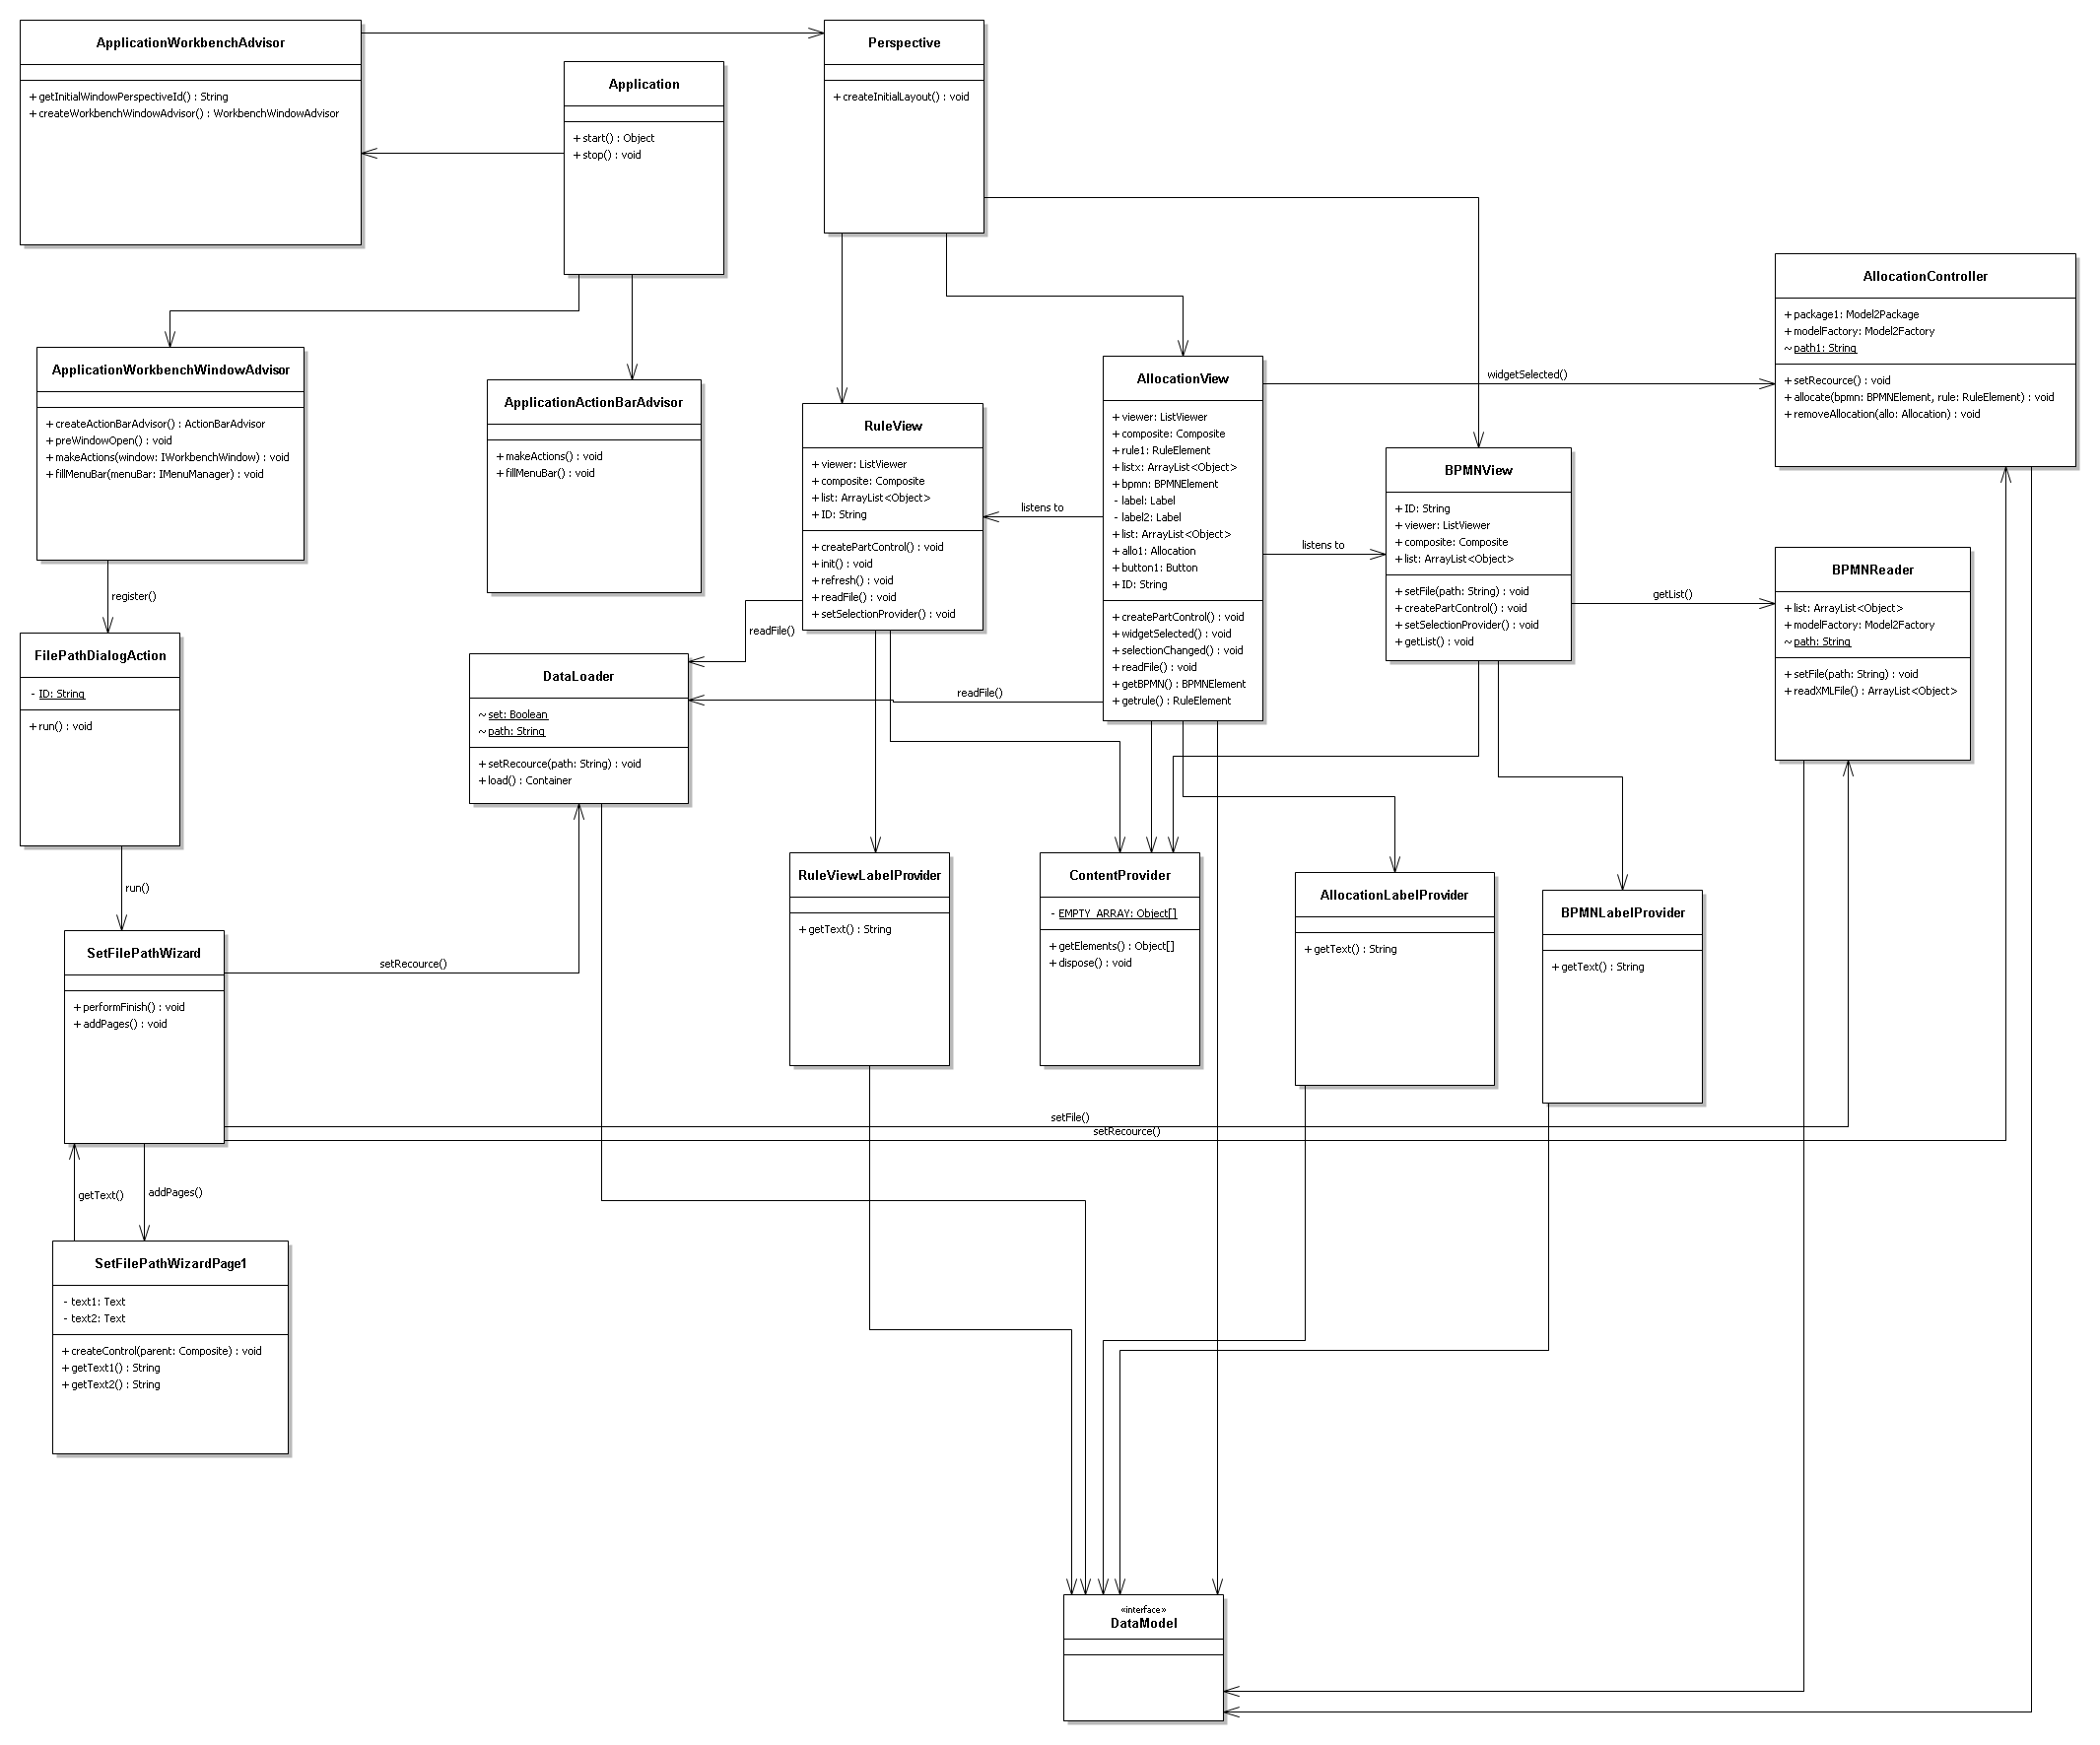 ApplicationWorkbenchAdvisor
+ getInitialWindowPerspectiveId() : String
+ createWorkbenchWindowAdvisor() : WorkbenchWindowAdvisor
Application
+ start() : Object
+ stop() : void
Perspective
+ createInitialLayout() : void
AllocationController
+ package1: Model2Package
+ modelFactory: Model2Factory
~ path1: String
+ setRecource() : void
+ allocate(bpmn: BPMNElement, rule: RuleElement) : void
+ removeAllocation(allo: Allocation) : void
ApplicationWorkbenchWindowAdvisor
+ createActionBarAdvisor() : ActionBarAdvisor
+ preWindowOpen() : void
+ makeActions(window: IWorkbenchWindow) : void
+ fillMenuBar(menuBar: IMenuManager) : void
ApplicationActionBarAdvisor
+ makeActions() : void
+ fillMenuBar() : void
RuleView
+ viewer: ListViewer
+ composite: Composite
+ list: ArrayList<Object>
+ ID: String
+ createPartControl() : void
+ init() : void
+ refresh() : void
+ readFile() : void
+ setSelectionProvider() : void
listens to
AllocationView
+ viewer: ListViewer
+ composite: Composite
+ rule1: RuleElement
+ listx: ArrayList<Object>
+ bpmn: BPMNElement
- label: Label
- label2: Label
+ list: ArrayList<Object>
+ allo1: Allocation
+ button1: Button
+ ID: String
+ createPartControl() : void
+ widgetSelected() : void
+ selectionChanged() : void
+ readFile() : void
+ getBPMN() : BPMNElement
+ getrule() : RuleElement
widgetSelected()
listens to
BPMNView
+ ID: String
+ viewer: ListViewer
+ composite: Composite
+ list: ArrayList<Object>
+ setFile(path: String) : void
+ createPartControl() : void
+ setSelectionProvider() : void
+ getList() : void
getList()
BPMNReader
+ list: ArrayList<Object>
+ modelFactory: Model2Factory
~ path: String
+ setFile(path: String) : void
+ readXMLFile() : ArrayList<Object>
register()
FilePathDialogAction
- ID: String
+ run() : void
readFile()
readFile()
DataLoader
~ set: Boolean
~ path: String
+ setRecource(path: String) : void
+ load() : Container
run()
RuleViewLabelProvider
+ getText() : String
ContentProvider
- EMPTY_ARRAY: Object[]
+ getElements() : Object[]
+ dispose() : void
AllocationLabelProvider
+ getText() : String
BPMNLabelProvider
+ getText() : String
SetFilePathWizard
+ performFinish() : void
+ addPages() : void
setRecource()
setFile()
setRecource()
getText()
addPages()
SetFilePathWizardPage1
- text1: Text
- text2: Text
+ createControl(parent: Composite) : void
+ getText1() : String
+ getText2() : String
«interface»
DataModel